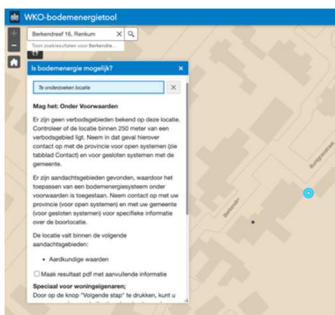 WKO-bodemenergietool
Berkendreef 16, Renkum
Toon zoekresultaten voor Berkendre...
Is bodemenergie mogelijk?
Te onderzoeken locatie
Mag het: Onder Voorwaarden
Er zijn geen verbodsgebieden bekend op deze locatie.
Controleer of de locatie binnen 250 meter van een
verbodsgebied ligt. Neem in dat geval hierover
contact op met de provincie voor open systemen (zie
tabblad Contact) en voor gesloten systemen met de
gemeente.
Er zijn aandachtsgebieden gevonden, waardoor het
toepassen van een bodemenergiesysteem onder
voorwaarden is toegestaan. Neem contact op met uw
provincie (voor open systemen) en met uw gemeente
(voor gesloten systemen) voor specifieke informatie
over de boorlocatie.
De locatie valt binnen de volgende
aandachtsgebieden:
• Aardkundige waarden
Maak resultaat pdf met aanvullende informatie
Speciaal voor woningeigenaren;
Door op de knop "Volgende stap" te drukken, kunt u